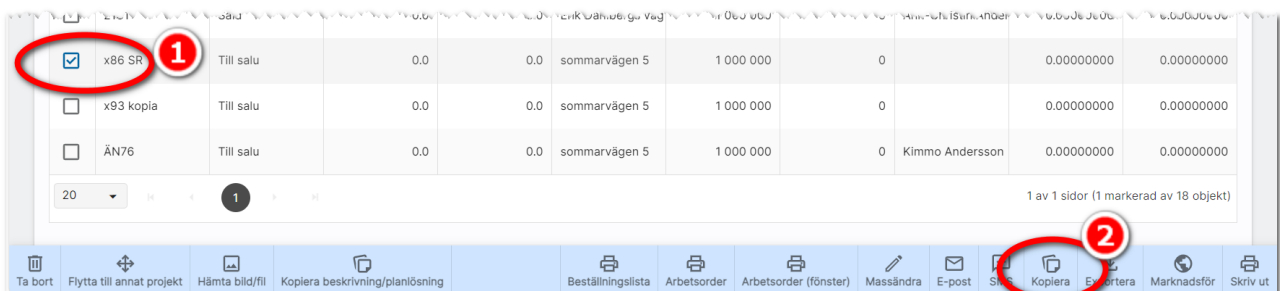 x86 SR Till salu 0.0 0.0 sommarvägen 5 1 000 000 0 0.00000000 0.00000000
1
x93 kopia Till salu 0.0 0.0 sommarvägen 5 1 000 000 0 0.00000000 0.00000000
ÄN76 Till salu 0.0 0.0 sommarvägen 5 1 000 000 0 Kimmo Andersson 0.00000000 0.00000000
20 1 1 av 1 sidor (1 markerad av 18 objekt)
2
Ta bort Flytta till annat projekt Hämta bild/fil Kopiera beskrivning/planlösning Beställningslista Arbetsorder Arbetsorder (fönster) Massändra E-post SMS Kopiera Exportera Marknadsför Skriv ut